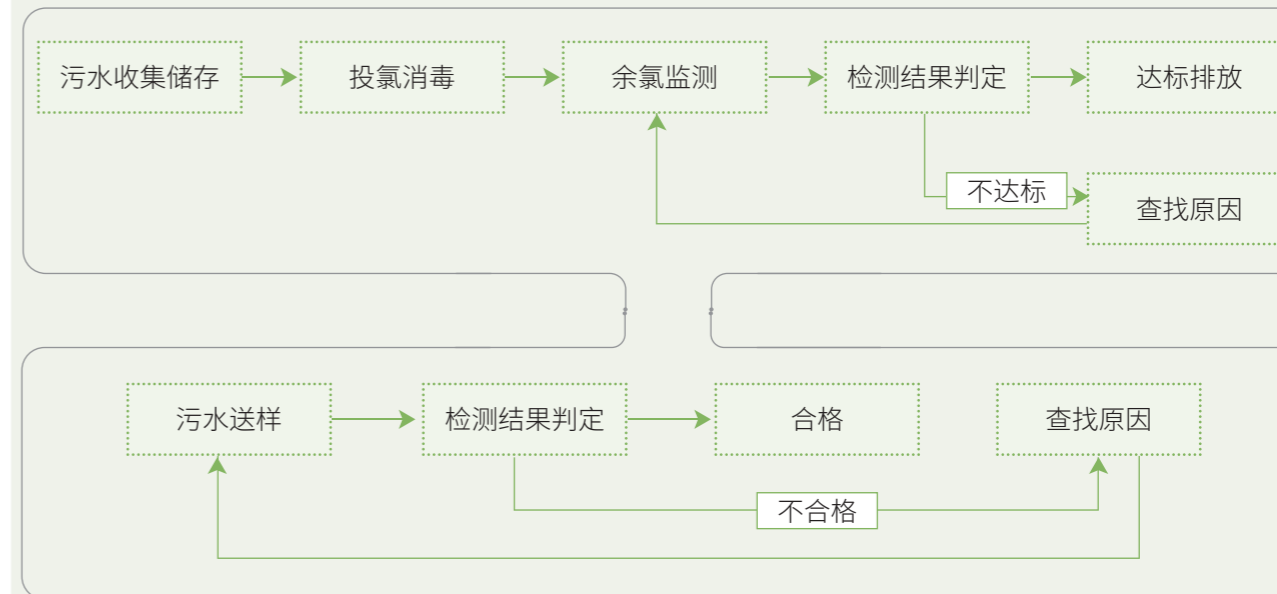 污水收集储存
投氯消毒
余氯监测
检测结果判定
达标排放
不达标
查找原因
污水送样
检测结果判定
合格
查找原因
不合格